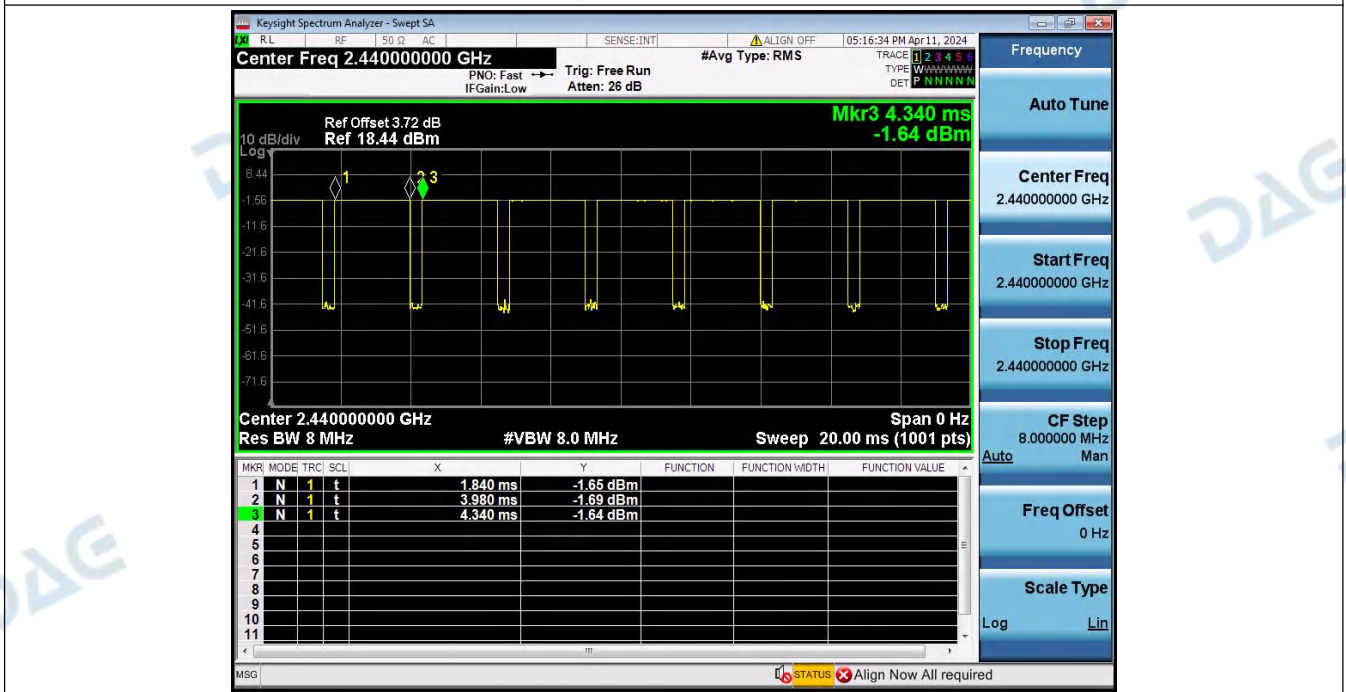 Keysight Spectrum Analyzer - Swept SA
LXI RL RF 50 Ω AC SENSE:INT ALIGN OFF 05:16:34 PM Apr 11, 2024
Center Freq 2.440000000 GHz
#Avg Type: RMS
TRACE 1 2 3 4 5 6
PNO: Fast Trig: Free Run
TYPE WWWWWW
IFGain:Low Atten: 26 dB
DET P N N N N N
Frequency
Auto Tune
Mkr3 4.340 ms
-1.64 dBm
Ref Offset 3.72 dB
10 dB/div Ref 18.44 dBm
Log
8.44
-1.56
-11.6
-21.6
-31.6
-41.6
-51.6
-61.6
-71.6
1
2 3
Center Freq
2.440000000 GHz
Start Freq
2.440000000 GHz
Stop Freq
2.440000000 GHz
Center 2.440000000 GHz Span 0 Hz
Res BW 8 MHz #VBW 8.0 MHz Sweep 20.00 ms (1001 pts)
CF Step
8.000000 MHz
Auto Man
MKR MODE TRC SCL X Y FUNCTION FUNCTION WIDTH FUNCTION VALUE
1 N 1 t 1.840 ms -1.65 dBm
2 N 1 t 3.980 ms -1.69 dBm
3 N 1 t 4.340 ms -1.64 dBm
4
5
6
7
8
9
10
11
Freq Offset
0 Hz
Scale Type
Log Lin
MSG STATUS Align Now All required
DAG
DAG